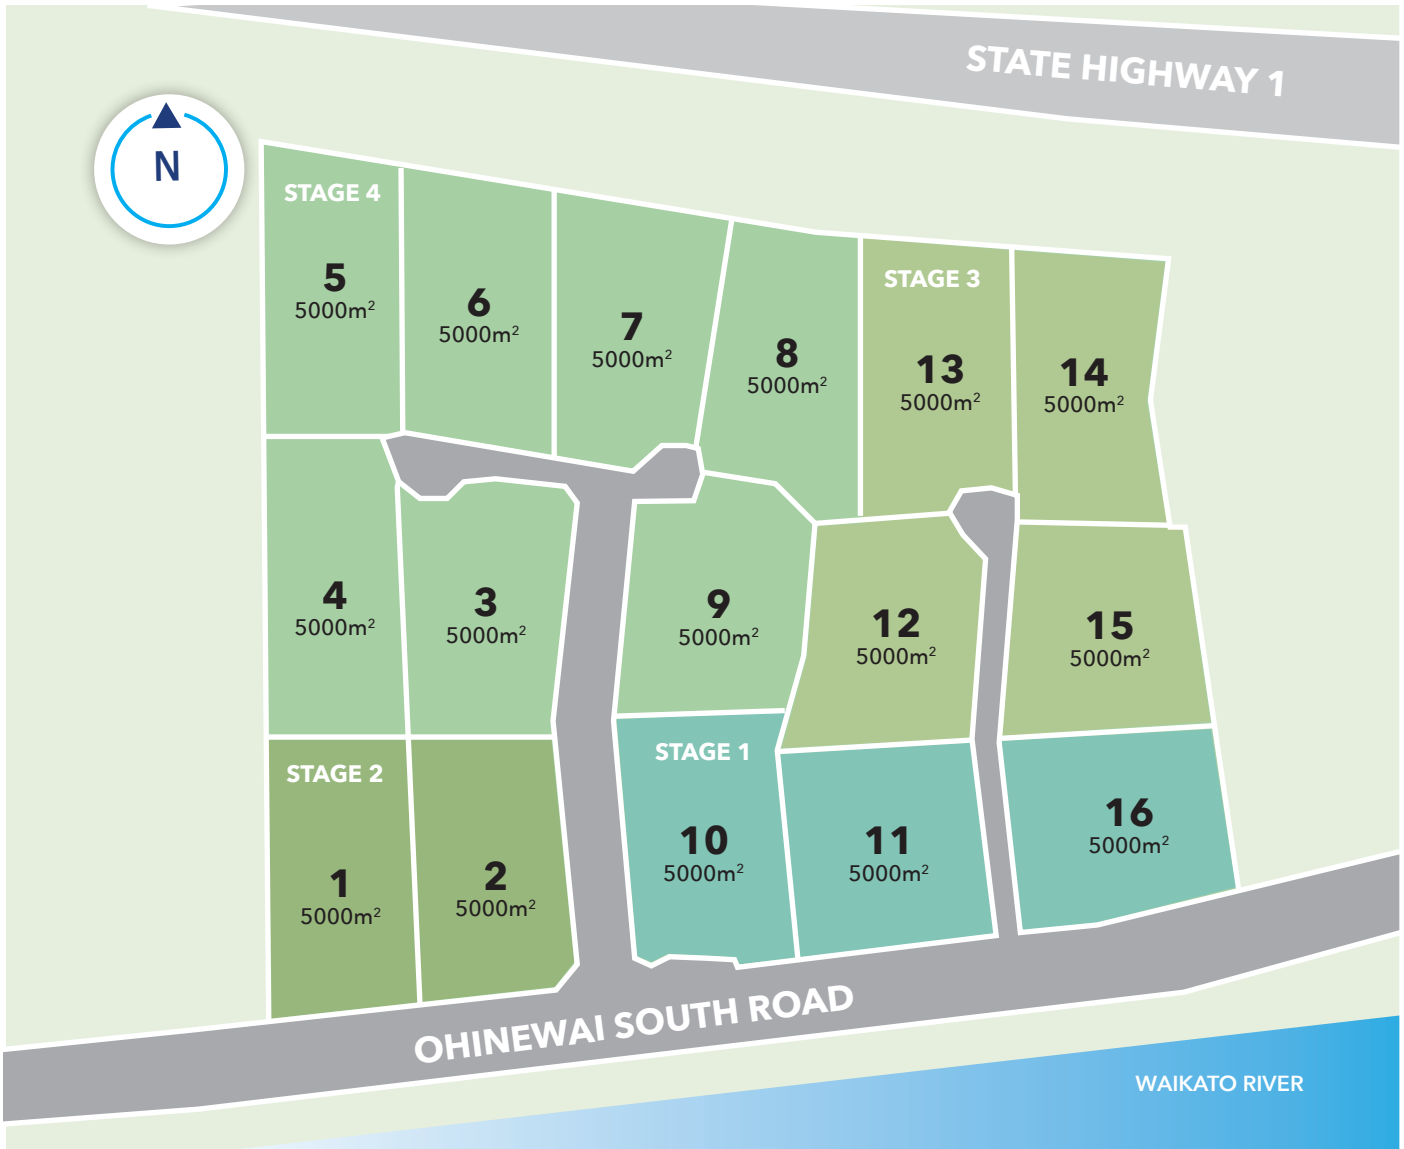 STATE HIGHWAY 1
N
STAGE 4
5
5000m²
6
5000m²
7
5000m²
8
5000m²
STAGE 3
13
5000m²
14
5000m²
4
5000m²
3
5000m²
9
5000m²
12
5000m²
15
5000m²
STAGE 2
1
5000m²
2
5000m²
STAGE 1
10
5000m²
11
5000m²
16
5000m²
OHINEWAI SOUTH ROAD
WAIKATO RIVER